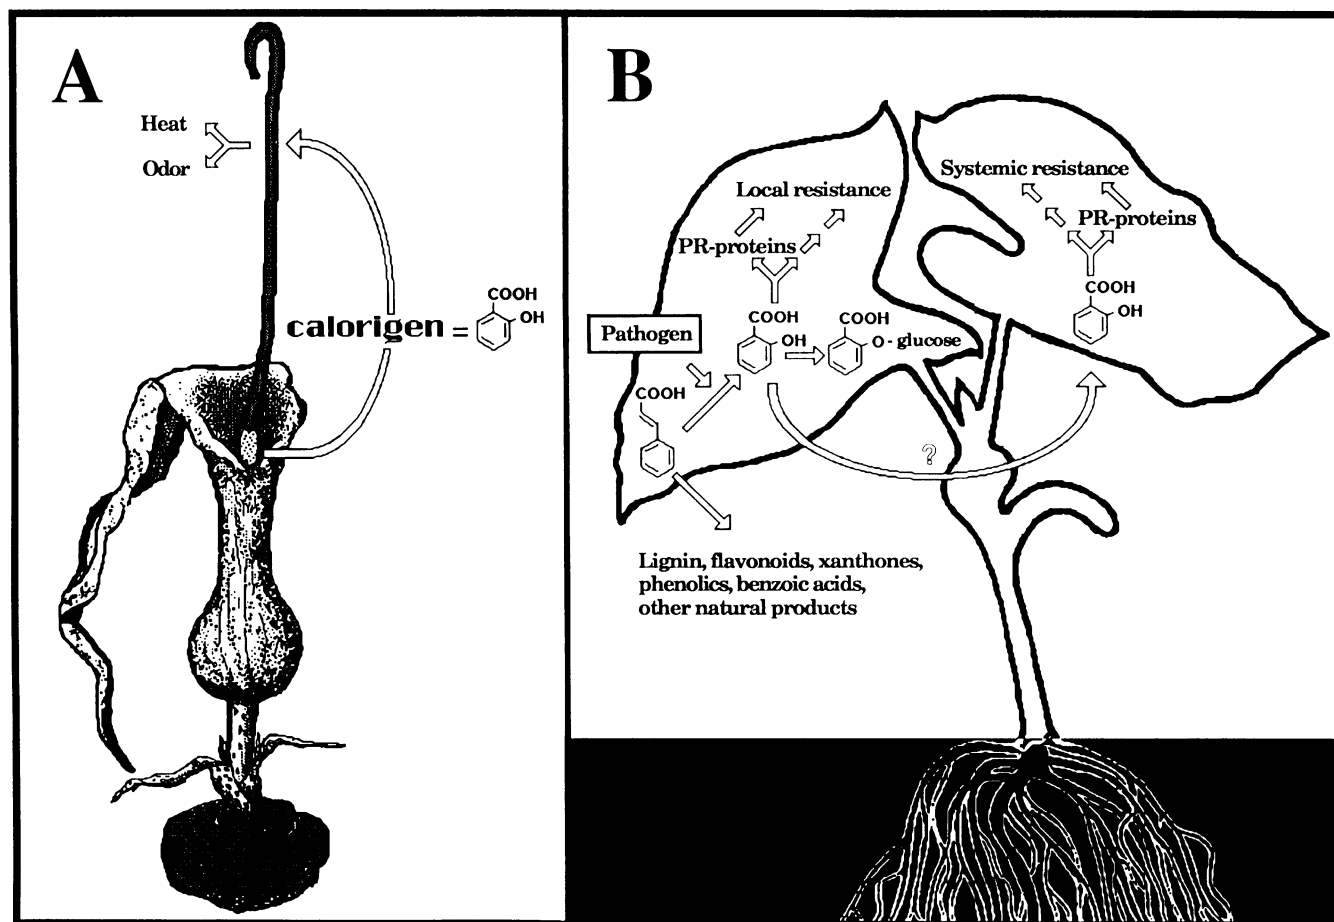 A
Heat
Odor
calorigen =
COOH
OH
B
Systemic resistance
Local resistance
PR-proteins
PR-proteins
COOH
OH
COOH
OH
COOH
O - glucose
Pathogen
COOH
?
Lignin, flavonoids, xanthones,
phenolics, benzoic acids,
other natural products